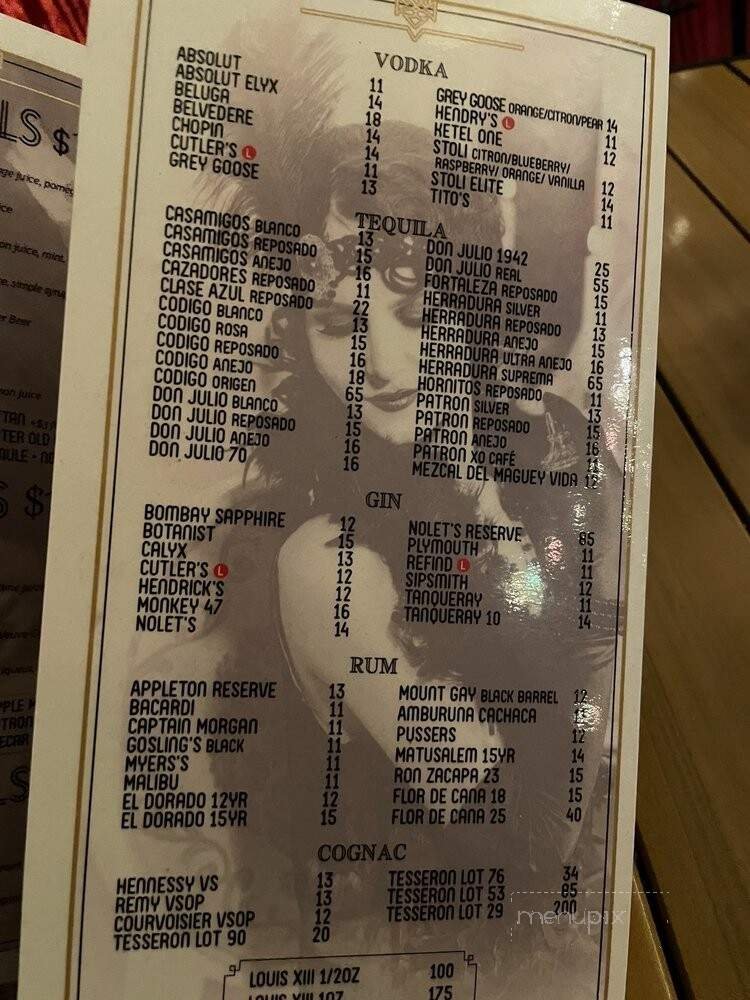 VODKA
ABSOLUT 11
ABSOLUT ELYX 14
BELUGA 18
BELVEDERE 14
CHOPIN 14
CUTLER'S L 11
GREY GOOSE 13
GREY GOOSE ORANGE/CITRON/PEAR 14
HENDRY'S L 11
KETEL ONE 12
STOLI CITRON/BLUEBERRY/
RASPBERRY/ ORANGE/ VANILLA 12
STOLI ELITE 14
TITO'S 11
TEQUILA
CASAMIGOS BLANCO 13
CASAMIGOS REPOSADO 15
CASAMIGOS ANEJO 16
CAZADORES REPOSADO 11
CLASE AZUL REPOSADO 22
CODIGO BLANCO 13
CODIGO ROSA 15
CODIGO REPOSADO 16
CODIGO ANEJO 18
CODIGO ORIGEN 65
DON JULIO BLANCO 13
DON JULIO REPOSADO 15
DON JULIO ANEJO
DON JULIO 70 16
DON JULIO 1942 25
DON JULIO REAL 55
FORTALEZA REPOSADO 15
HERRADURA SILVER 11
HERRADURA REPOSADO 13
HERRADURA ANEJO 15
HERRADURA ULTRA ANEJO 16
HERRADURA SUPREMA 65
HORNITOS REPOSADO 11
PATRON SILVER 13
PATRON REPOSADO 15
PATRON ANEJO 16
PATRON XO CAFÉ 11
MEZCAL DEL MAGUEY VIDA 12
GIN
BOMBAY SAPPHIRE 12
BOTANIST 15
CALYX 13
CUTLER'S L 12
HENDRICK'S 12
MONKEY 47 16
NOLET'S 14
NOLET'S RESERVE 85
PLYMOUTH 11
REFIND L 11
SIPSMITH 12
TANQUERAY 11
TANQUERAY 10 14
RUM
APPLETON RESERVE 13
BACARDI 11
CAPTAIN MORGAN 11
GOSLING'S BLACK 11
MYERS'S 11
MALIBU 11
EL DORADO 12YR 12
EL DORADO 15YR 15
MOUNT GAY BLACK BARREL 12
AMBURUNA CACHACA
PUSSERS 12
MATUSALEM 15YR 14
RON ZACAPA 23 15
FLOR DE CANA 18 15
FLOR DE CANA 25 40
COGNAC
HENNESSY VS 13
REMY VSOP 13
COURVOISIER VSOP 12
TESSERON LOT 90 20
TESSERON LOT 76 34
TESSERON LOT 53 85
TESSERON LOT 29 200
LOUIS XIII 1/2OZ 100
LOUIS XIII 1OZ 175
menupix